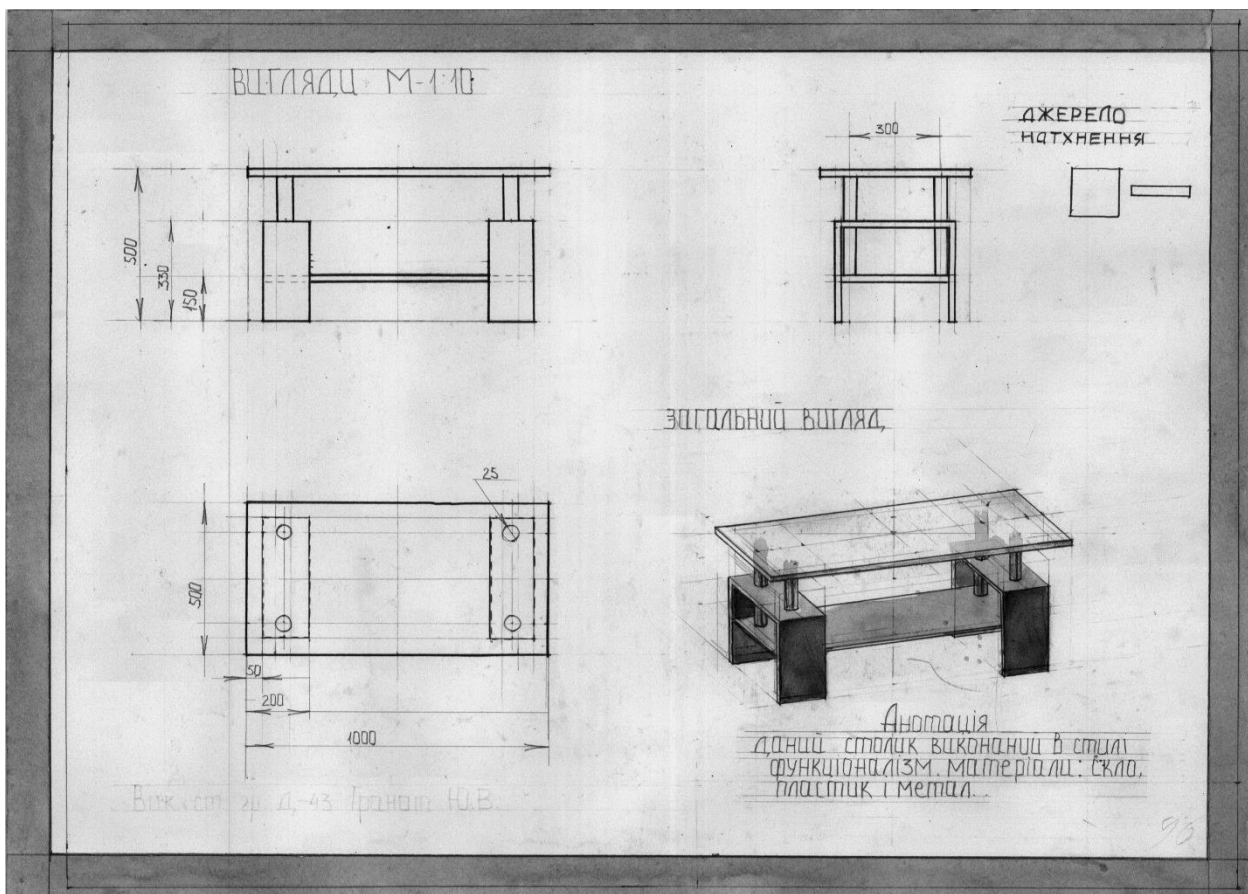 ВИГЛЯДИ М-1:10
300
ДЖЕРЕЛО
НАТХНЕННЯ
500
330
150
ЗАГАЛЬНИЙ ВИГЛЯД
25
500
50
200
1000
Анотація
даний столик виконаний в стилі
функціоналізм. матеріали: скло,
пластик і метал.
Вик. ст. гр Д-43 Гранат Ю.В.